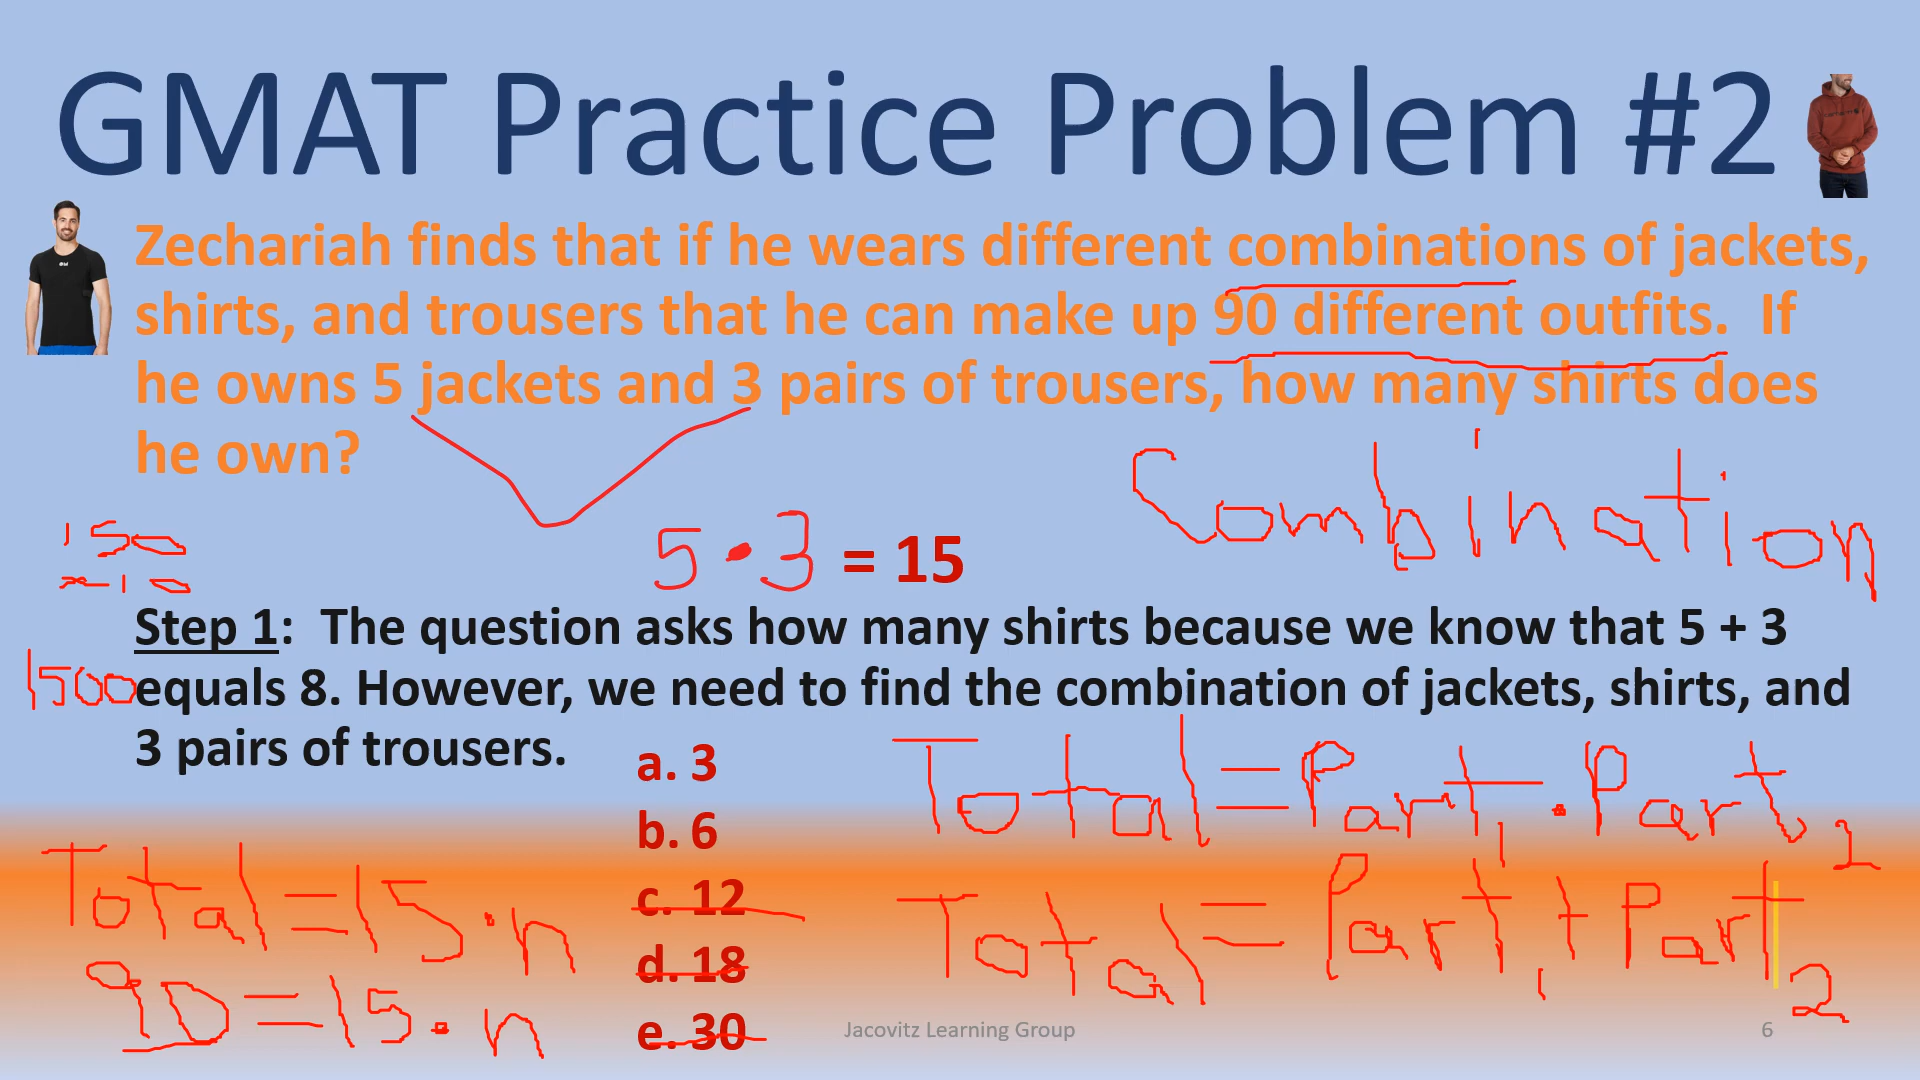 GMAT Practice Problem #2
Zechariah finds that if he wears different combinations of jackets,
shirts, and trousers that he can make up 90 different outfits. If
he owns 5 jackets and 3 pairs of trousers, how many shirts does
he own?
Combination
150
×10
1500
5 • 3 = 15
Step 1: The question asks how many shirts because we know that 5 + 3
equals 8. However, we need to find the combination of jackets, shirts, and
3 pairs of trousers.
a. 3
b. 6
c. 12
d. 18
e. 30
Total = Part1 · Part2
Total = Part1 + Part2
Total = 15 · n
90 = 15 · n
Jacovitz Learning Group
6